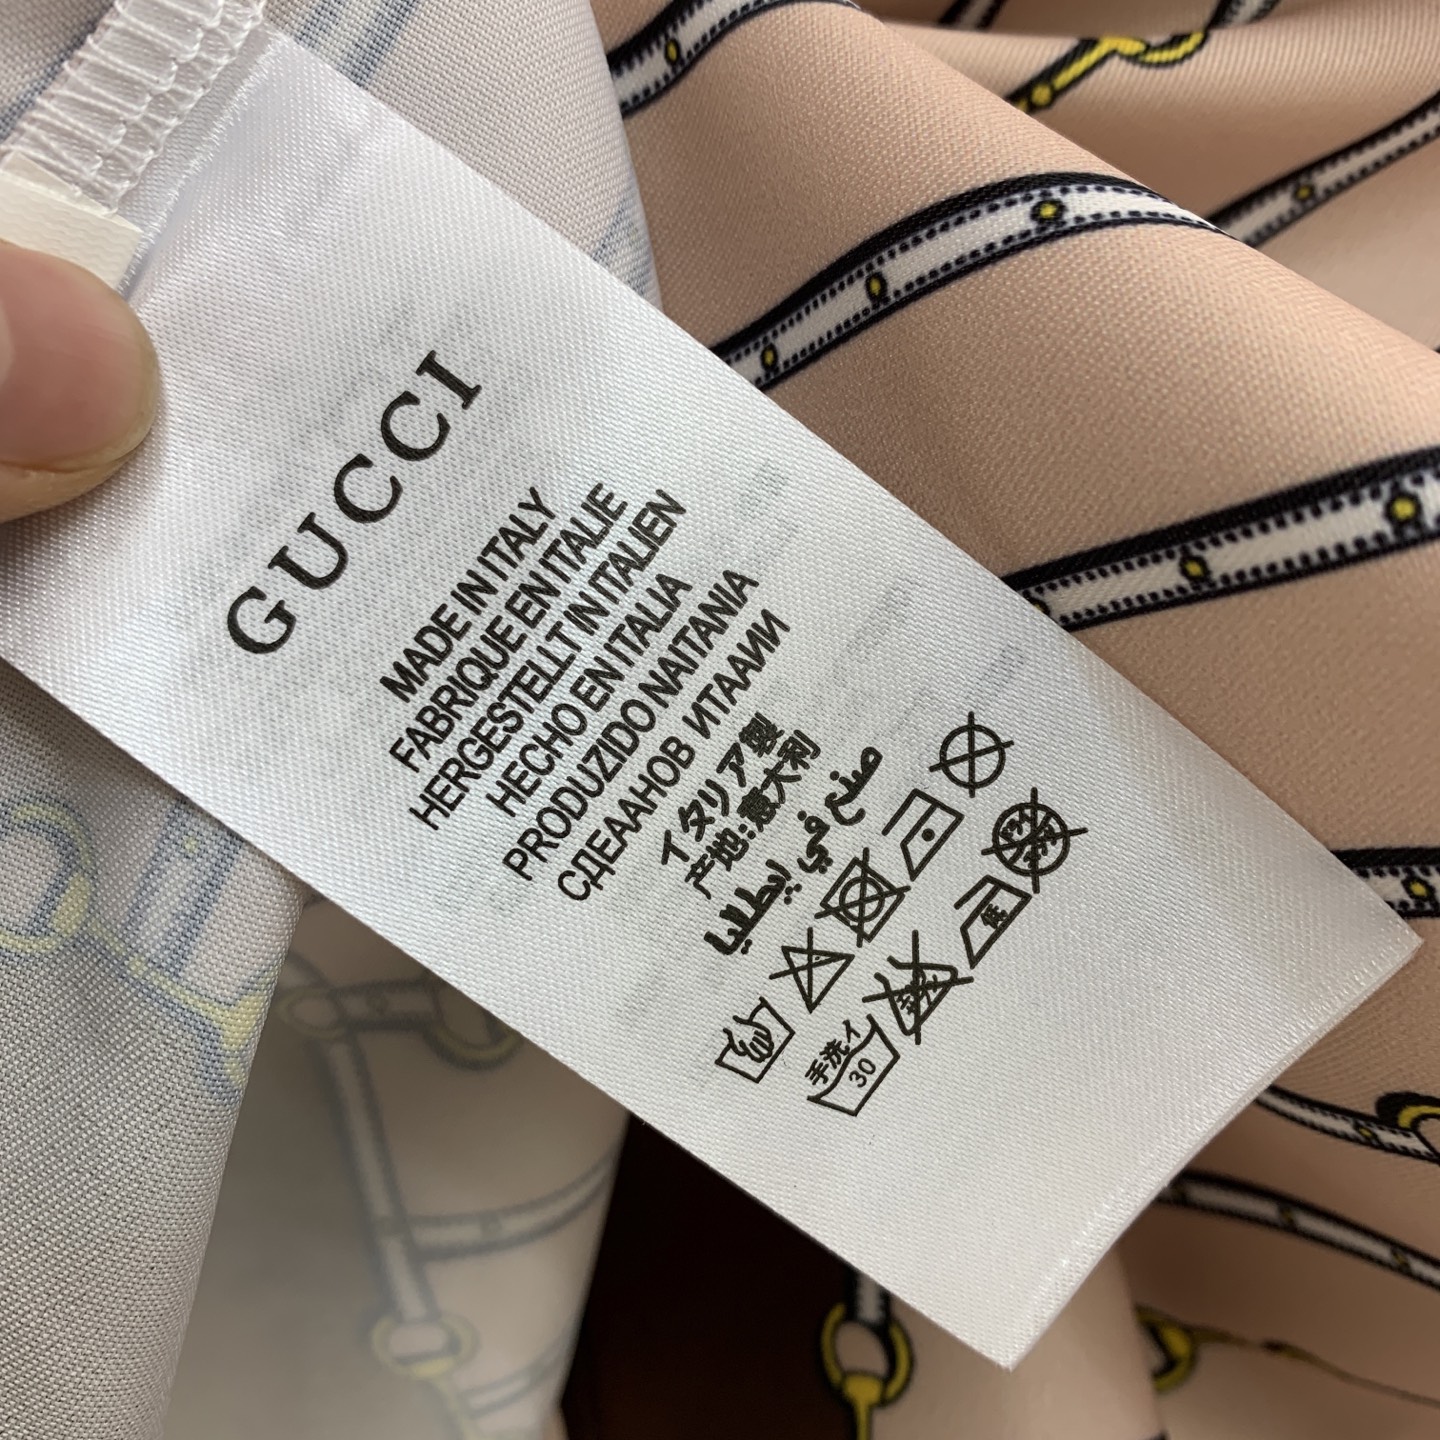 GUCCI
MADE IN ITALY
FABRIQUE EN ITALIE
HERGESTELLT IN ITALIEN
HECHO EN ITALIA
PRODUZIDO NAITANIA
СДЕААНОВ ИТААИИ
イタリア製
产地:意大利
صنع في إيطاليا
手洗イ
30